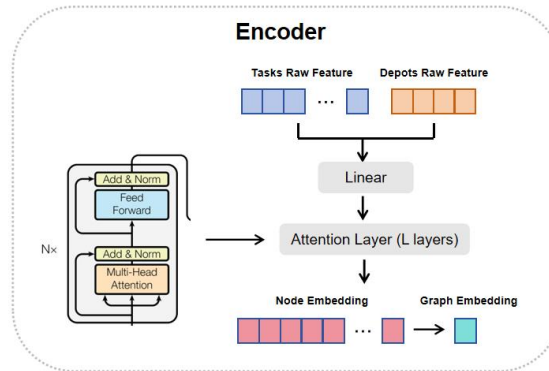 Encoder
Tasks Raw Feature
Depots Raw Feature
...
...
Linear
Attention Layer (L layers)
Add & Norm
Feed
Forward
N×
Add & Norm
Multi-Head
Attention
Node Embedding
Graph Embedding
...